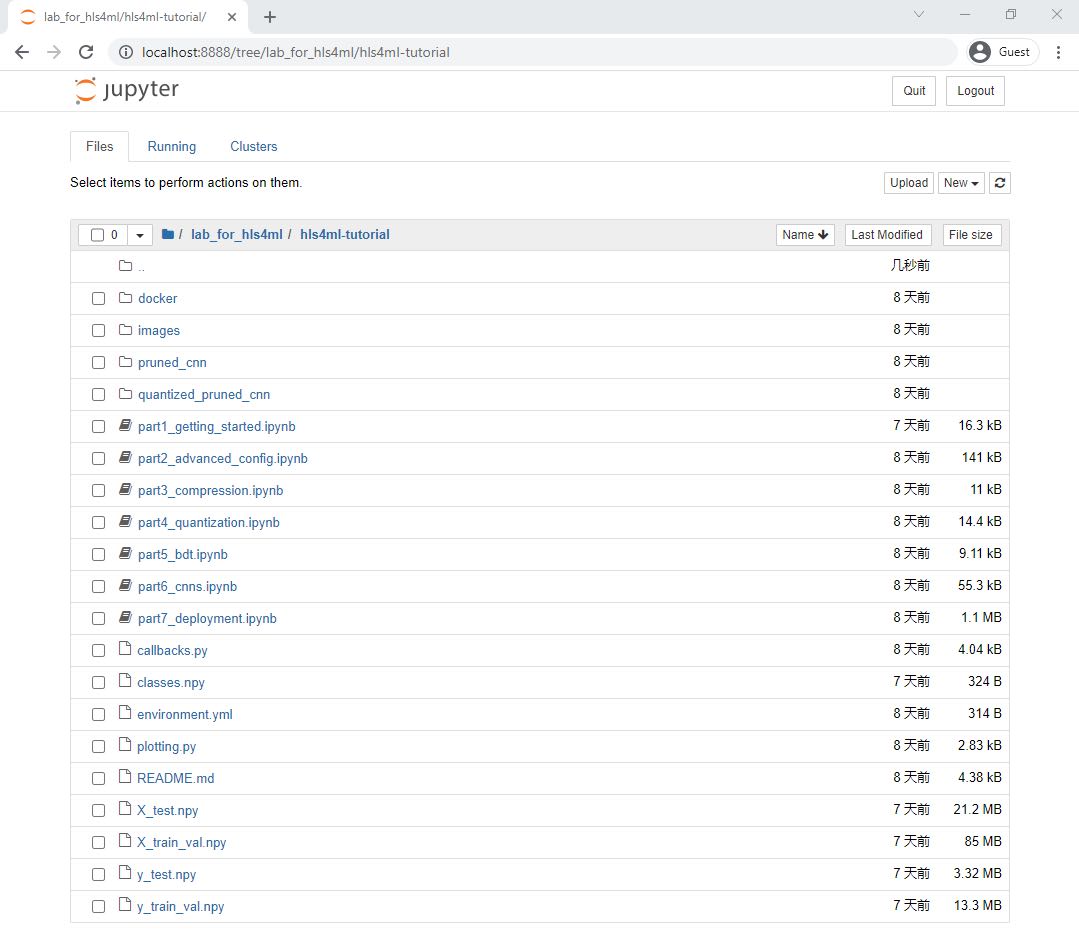 lab_for_hls4ml/hls4ml-tutorial/
localhost:8888/tree/lab_for_hls4ml/hls4ml-tutorial Guest
jupyter Quit Logout
Files Running Clusters
Select items to perform actions on them. Upload New
0 / lab_for_hls4ml / hls4ml-tutorial Name Last Modified File size
.. 几秒前
docker 8 天前
images 8 天前
pruned_cnn 8 天前
quantized_pruned_cnn 8 天前
part1_getting_started.ipynb 7 天前 16.3 kB
part2_advanced_config.ipynb 8 天前 141 kB
part3_compression.ipynb 8 天前 11 kB
part4_quantization.ipynb 8 天前 14.4 kB
part5_bdt.ipynb 8 天前 9.11 kB
part6_cnns.ipynb 8 天前 55.3 kB
part7_deployment.ipynb 8 天前 1.1 MB
callbacks.py 8 天前 4.04 kB
classes.npy 7 天前 324 B
environment.yml 8 天前 314 B
plotting.py 8 天前 2.83 kB
README.md 8 天前 4.38 kB
X_test.npy 7 天前 21.2 MB
X_train_val.npy 7 天前 85 MB
y_test.npy 7 天前 3.32 MB
y_train_val.npy 7 天前 13.3 MB